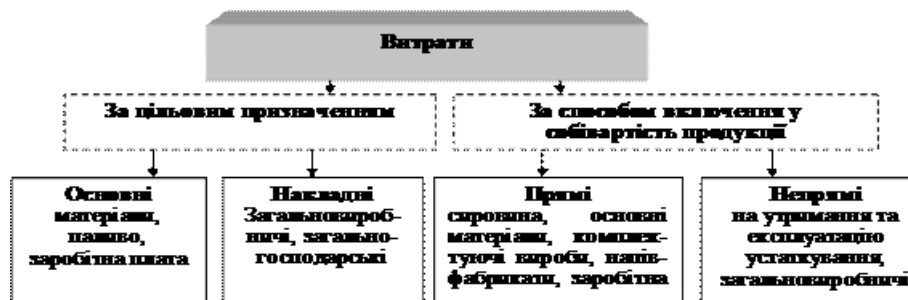 Витрати
За цільовим призначенням
За способом включення у
собівартість продукції
Основні
матеріали,
паливо,
заробітна плата
Накладні
Загальновироб-
ничі, загально-
господарські
Прямі
сировина, основні
матеріали, комплек-
туючі вироби, напів-
фабрикати, заробітна
Непрямі
на утримання та
експлуатацію
устаткування,
загальновиробничі